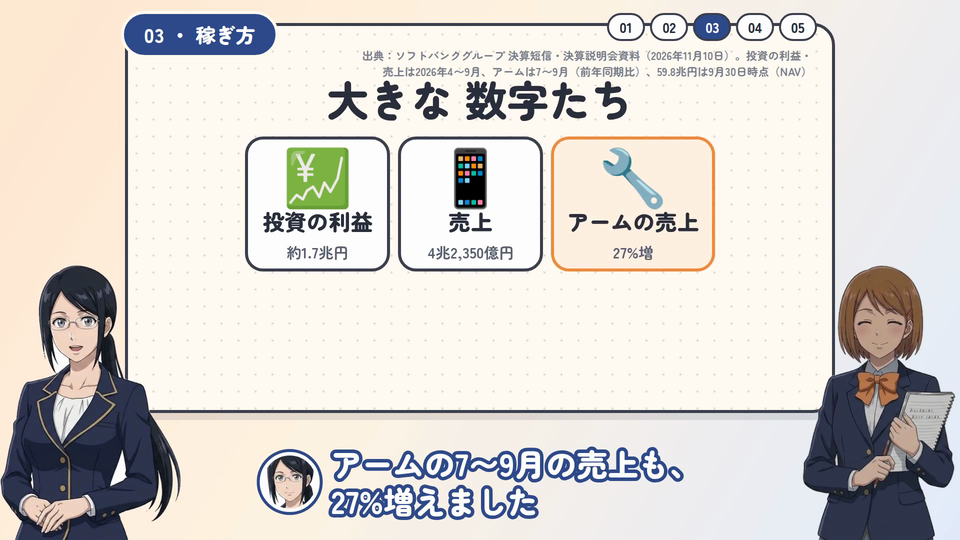 03 ・ 稼ぎ方
01 02 03 04 05
出典：ソフトバンクグループ 決算短信・決算説明会資料（2026年11月10日）。投資の利益・
売上は2026年4〜9月、アームは7〜9月（前年同期比）、59.8兆円は9月30日時点（NAV）
大きな 数字たち
投資の利益
約1.7兆円
売上
4兆2,350億円
アームの売上
27%増
アームの7〜9月の売上も、
27%増えました